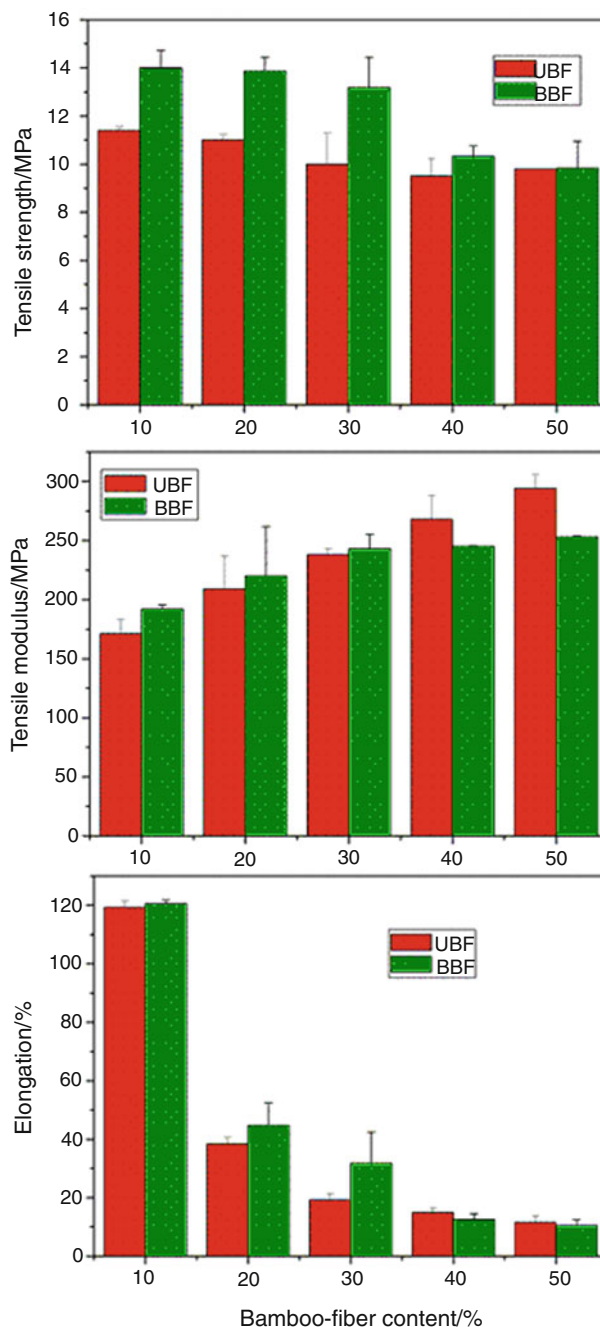 16
14
12
10
8
6
4
2
0
Tensile strength/MPa
UBF
BBF
10 20 30 40 50
300
250
200
150
100
50
0
Tensile modulus/MPa
UBF
BBF
10 20 30 40 50
120
100
80
60
40
20
0
Elongation/%
UBF
BBF
10 20 30 40 50
Bamboo-fiber content/%